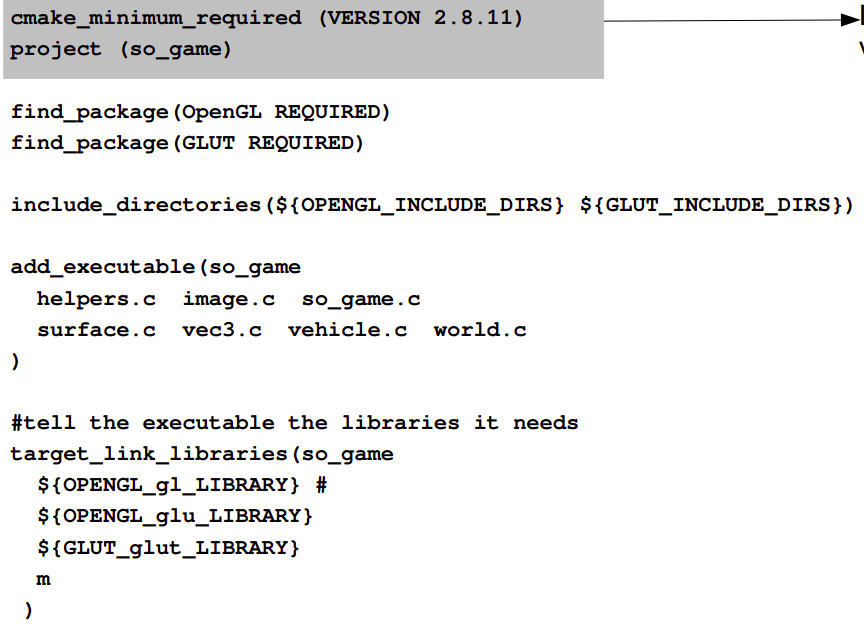 cmake_minimum_required (VERSION 2.8.11)
project (so_game)
find_package(OpenGL REQUIRED)
find_package(GLUT REQUIRED)
include_directories(${OPENGL_INCLUDE_DIRS} ${GLUT_INCLUDE_DIRS})
add_executable(so_game
helpers.c image.c so_game.c
surface.c vec3.c vehicle.c world.c
)
#tell the executable the libraries it needs
target_link_libraries(so_game
${OPENGL_gl_LIBRARY} #
${OPENGL_glu_LIBRARY}
${GLUT_glut_LIBRARY}
m
)